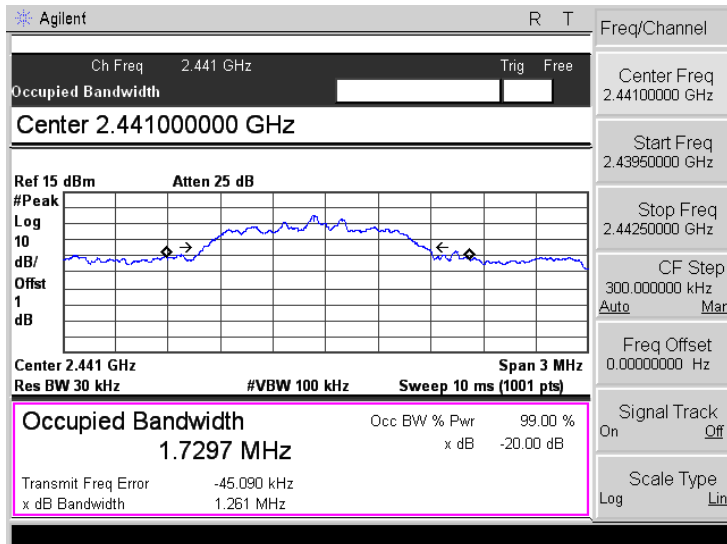 Agilent R T
Ch Freq 2.441 GHz Trig Free
Occupied Bandwidth
Center 2.441000000 GHz
Ref 15 dBm Atten 25 dB
#Peak
Log
10
dB/
Offst
1
dB
Center 2.441 GHz Span 3 MHz
Res BW 30 kHz #VBW 100 kHz Sweep 10 ms (1001 pts)
Occupied Bandwidth Occ BW % Pwr 99.00 %
1.7297 MHz x dB -20.00 dB
Transmit Freq Error -45.090 kHz
x dB Bandwidth 1.261 MHz
Freq/Channel
Center Freq
2.44100000 GHz
Start Freq
2.43950000 GHz
Stop Freq
2.44250000 GHz
CF Step
300.000000 kHz
Auto Man
Freq Offset
0.00000000 Hz
Signal Track
On Off
Scale Type
Log Lin